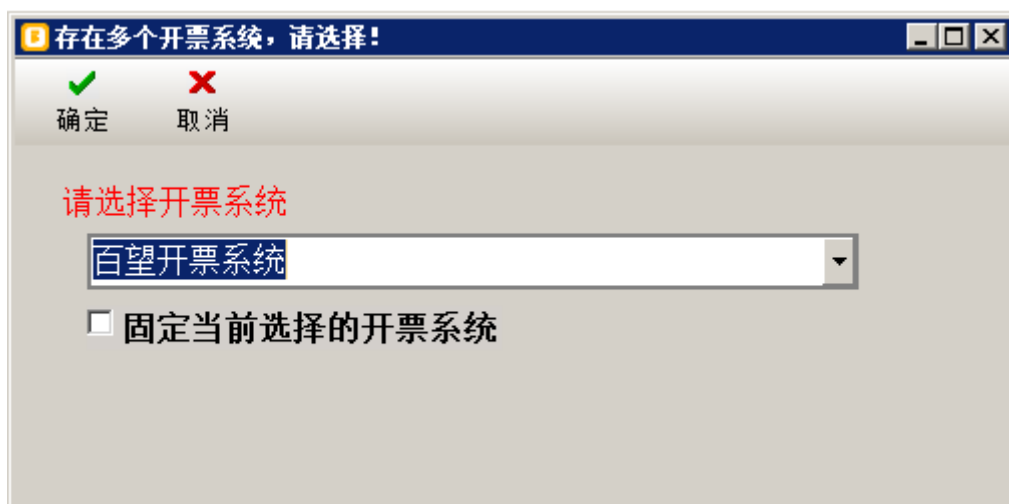 存在多个开票系统，请选择！
确定 取消
请选择开票系统
百望开票系统
固定当前选择的开票系统